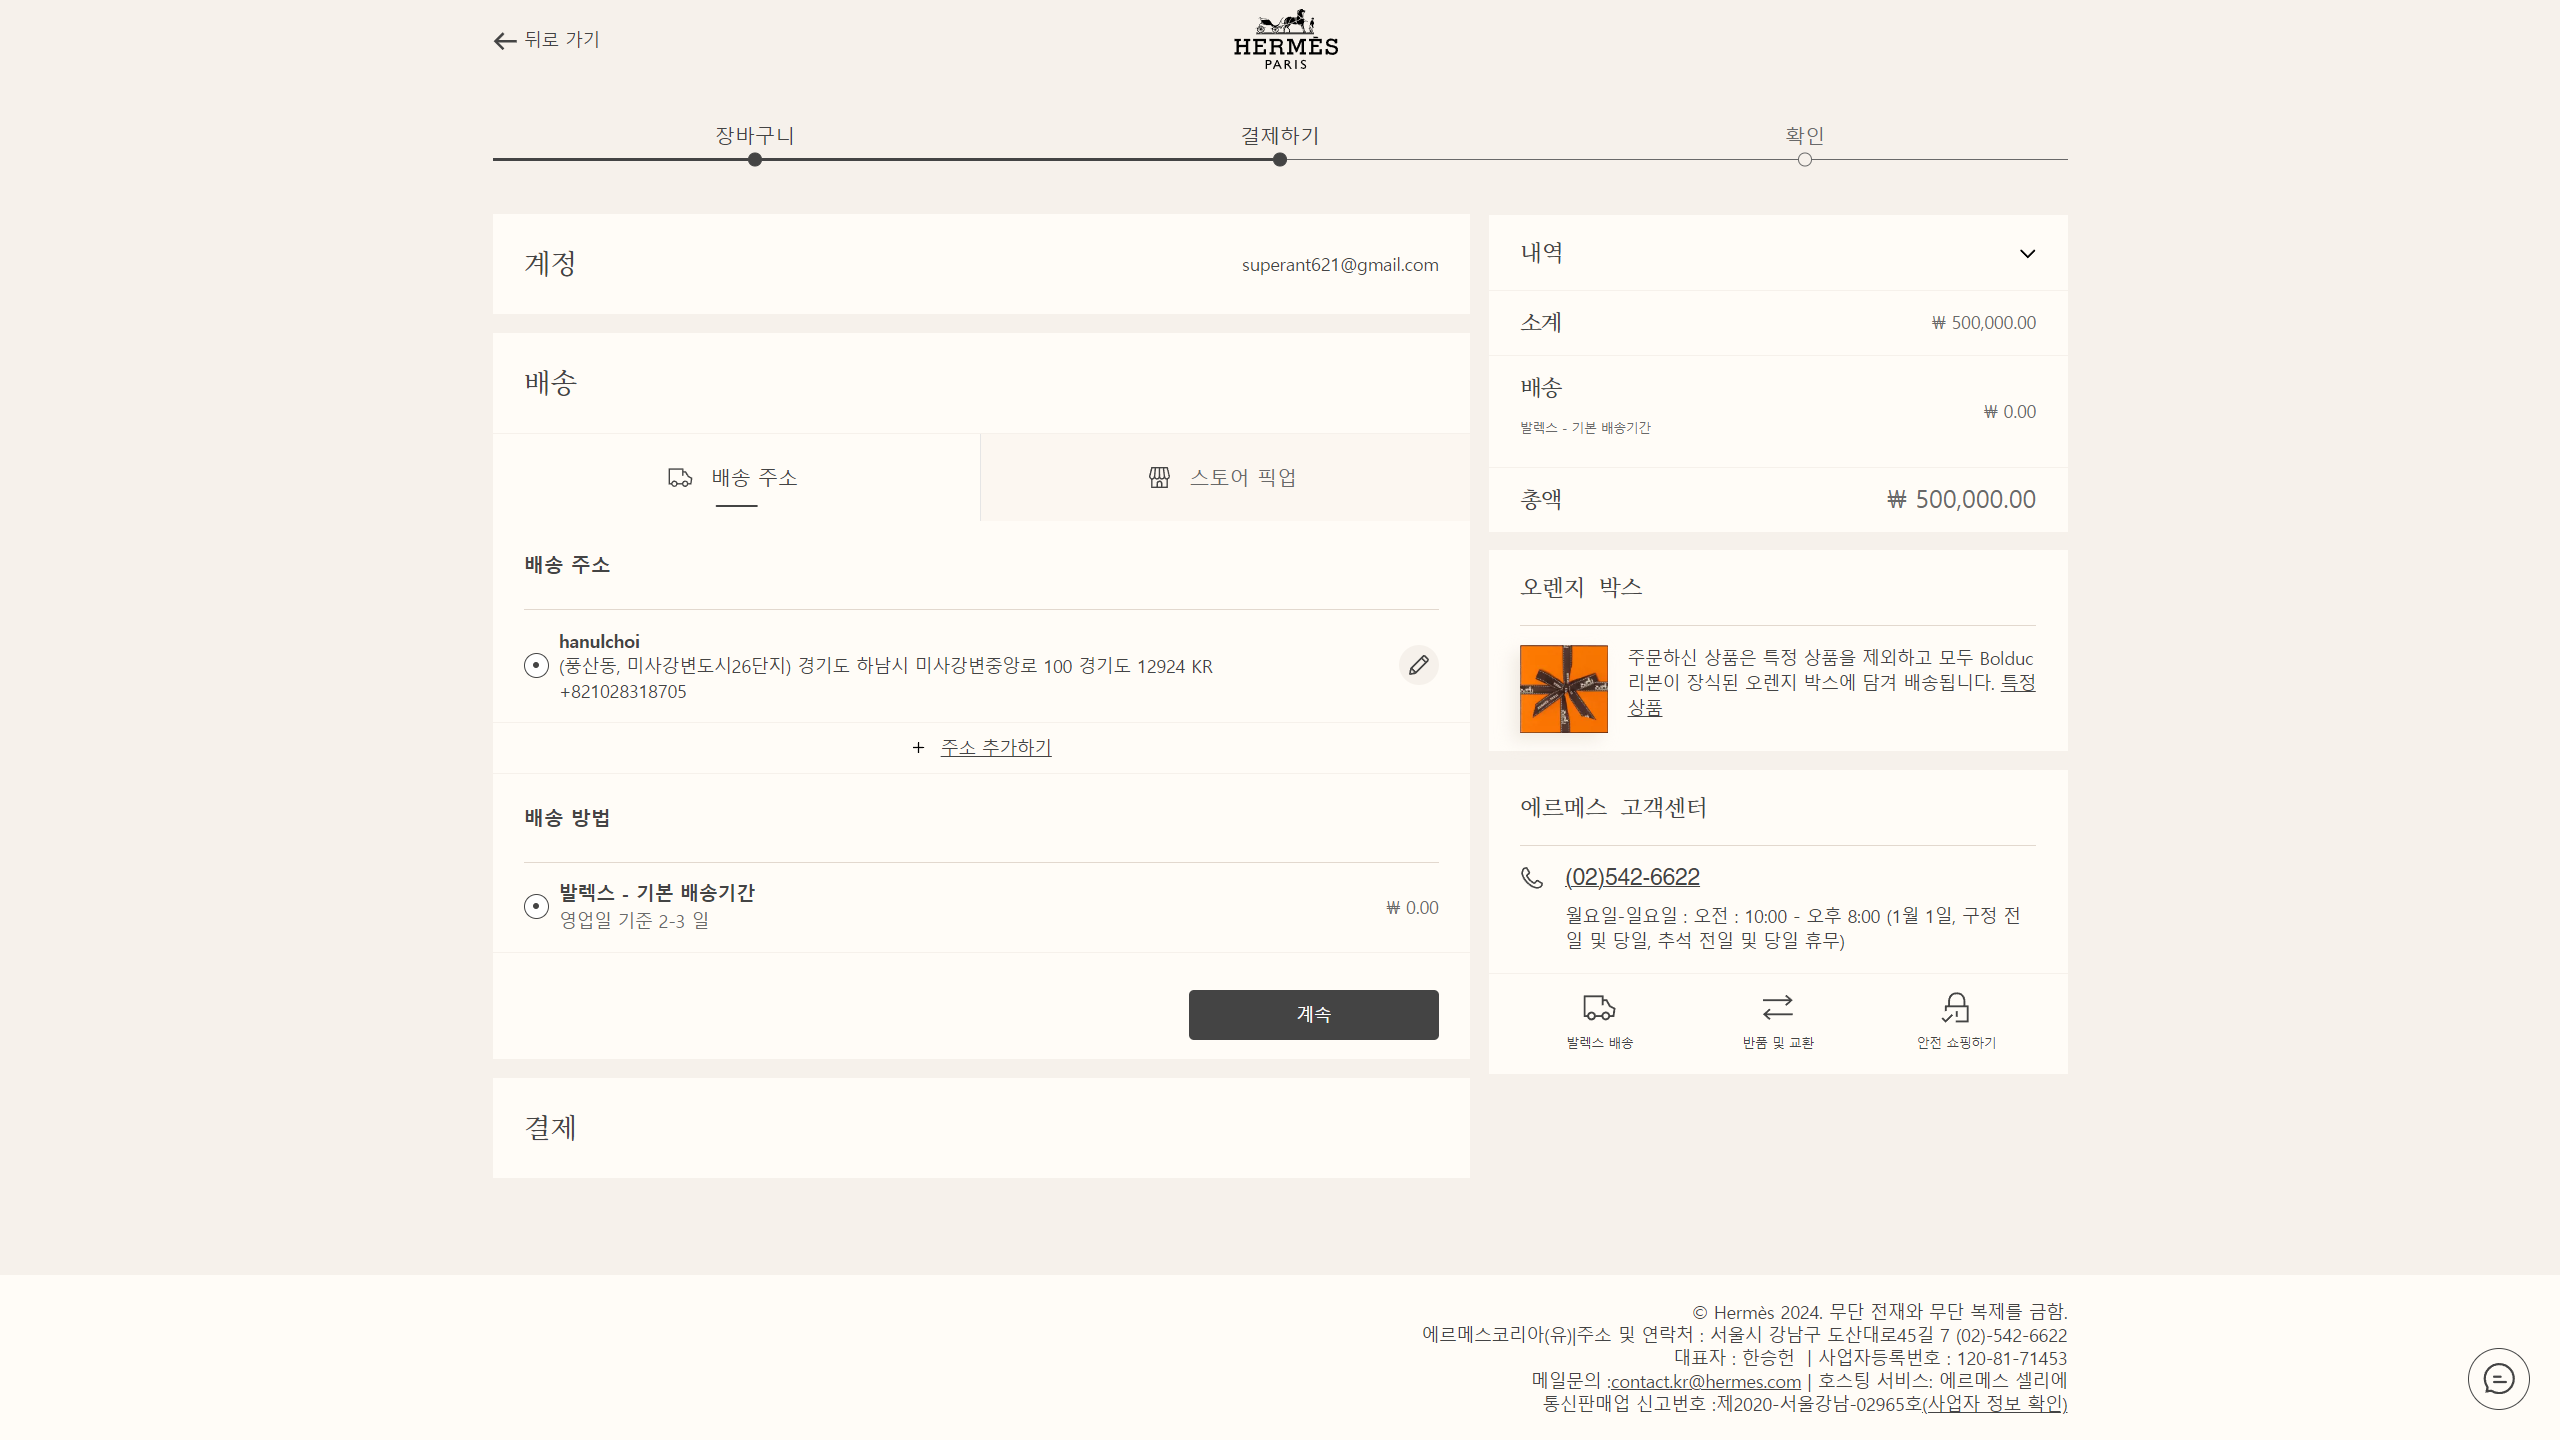 뒤로 가기
HERMÈS
PARIS
장바구니
결제하기
확인
계정
superant621@gmail.com
배송
배송 주소
스토어 픽업
배송 주소
hanulchoi
(풍산동, 미사강변도시26단지) 경기도 하남시 미사강변중앙로 100 경기도 12924 KR
+821028318705
+ 주소 추가하기
배송 방법
발렉스 - 기본 배송기간
영업일 기준 2-3 일
₩ 0.00
계속
결제
내역
소계
₩ 500,000.00
배송
발렉스 - 기본 배송기간
₩ 0.00
총액
₩ 500,000.00
오렌지 박스
주문하신 상품은 특정 상품을 제외하고 모두 Bolduc
리본이 장식된 오렌지 박스에 담겨 배송됩니다. 특정
상품
에르메스 고객센터
(02)542-6622
월요일-일요일 : 오전 : 10:00 - 오후 8:00 (1월 1일, 구정 전
일 및 당일, 추석 전일 및 당일 휴무)
발렉스 배송
반품 및 교환
안전 쇼핑하기
© Hermès 2024. 무단 전재와 무단 복제를 금함.
에르메스코리아(유)|주소 및 연락처 : 서울시 강남구 도산대로45길 7 (02)-542-6622
대표자 : 한승헌 | 사업자등록번호 : 120-81-71453
메일문의 :contact.kr@hermes.com | 호스팅 서비스: 에르메스 셀리에
통신판매업 신고번호 :제2020-서울강남-02965호(사업자 정보 확인)